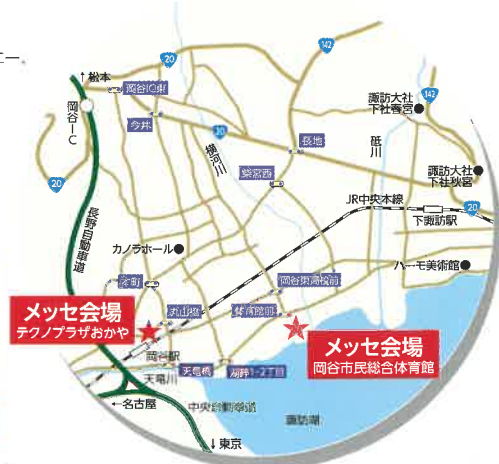 ニー。
142
20
↑松本
岡谷IC東
岡谷IC
今井
20
横河川
長地
諏訪大社
下社春宮
142
砥川
諏訪大社
下社秋宮
20
20
JR中央本線
下諏訪駅
長野自動車道
カノラホール
ハーモ美術館
本町
丸山橋
岡谷東高校前
体育館前
メッセ会場
テクノプラザおかや
メッセ会場
岡谷市民総合体育館
岡谷駅
天竜川
天竜橋
湖畔1-2丁目
←名古屋
中央自動車道
諏訪湖
↓東京